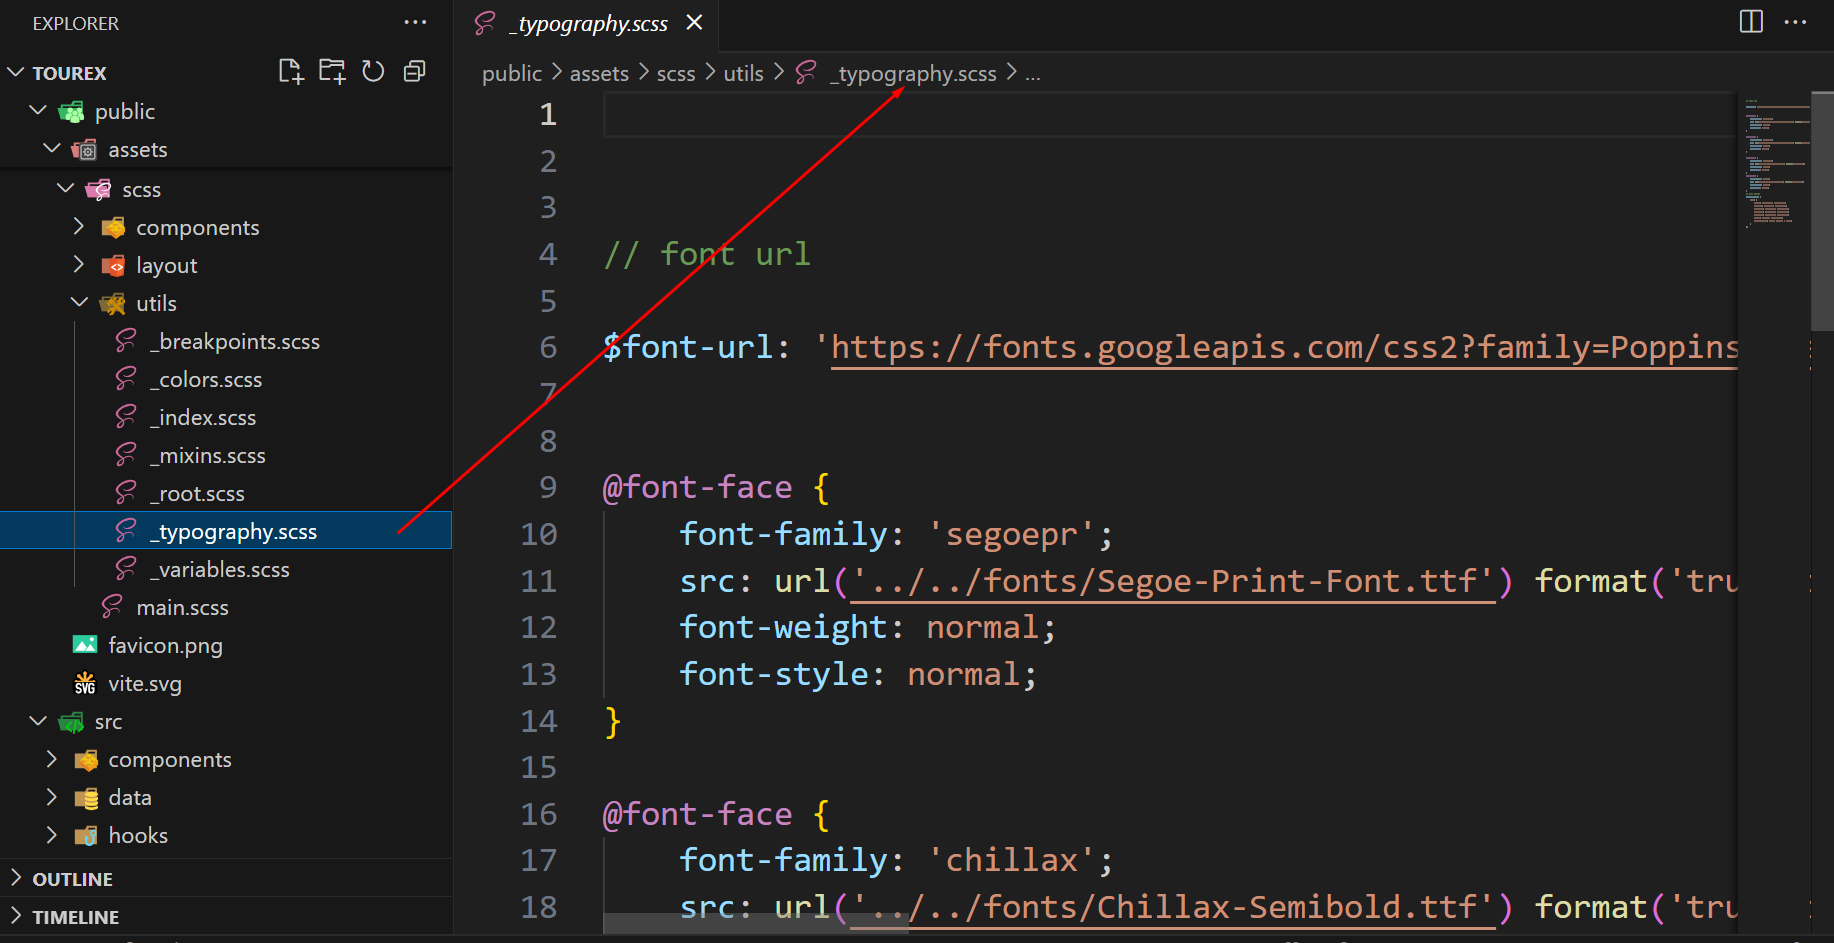 EXPLORER
TOUREX
public
assets
scss
components
layout
utils
_breakpoints.scss
_colors.scss
_index.scss
_mixins.scss
_root.scss
_typography.scss
_variables.scss
main.scss
favicon.png
SVG
vite.svg
src
components
data
hooks
OUTLINE
TIMELINE
_typography.scss
public > assets > scss > utils > _typography.scss > ...
1
2
3
4 // font url
5
6 $font-url: 'https://fonts.googleapis.com/css2?family=Poppins
7
8
9 @font-face {
10 font-family: 'segoepr';
11 src: url('../../fonts/Segoe-Print-Font.ttf') format('tru
12 font-weight: normal;
13 font-style: normal;
14 }
15
16 @font-face {
17 font-family: 'chillax';
18 src: url('../../fonts/Chillax-Semibold.ttf') format('tru